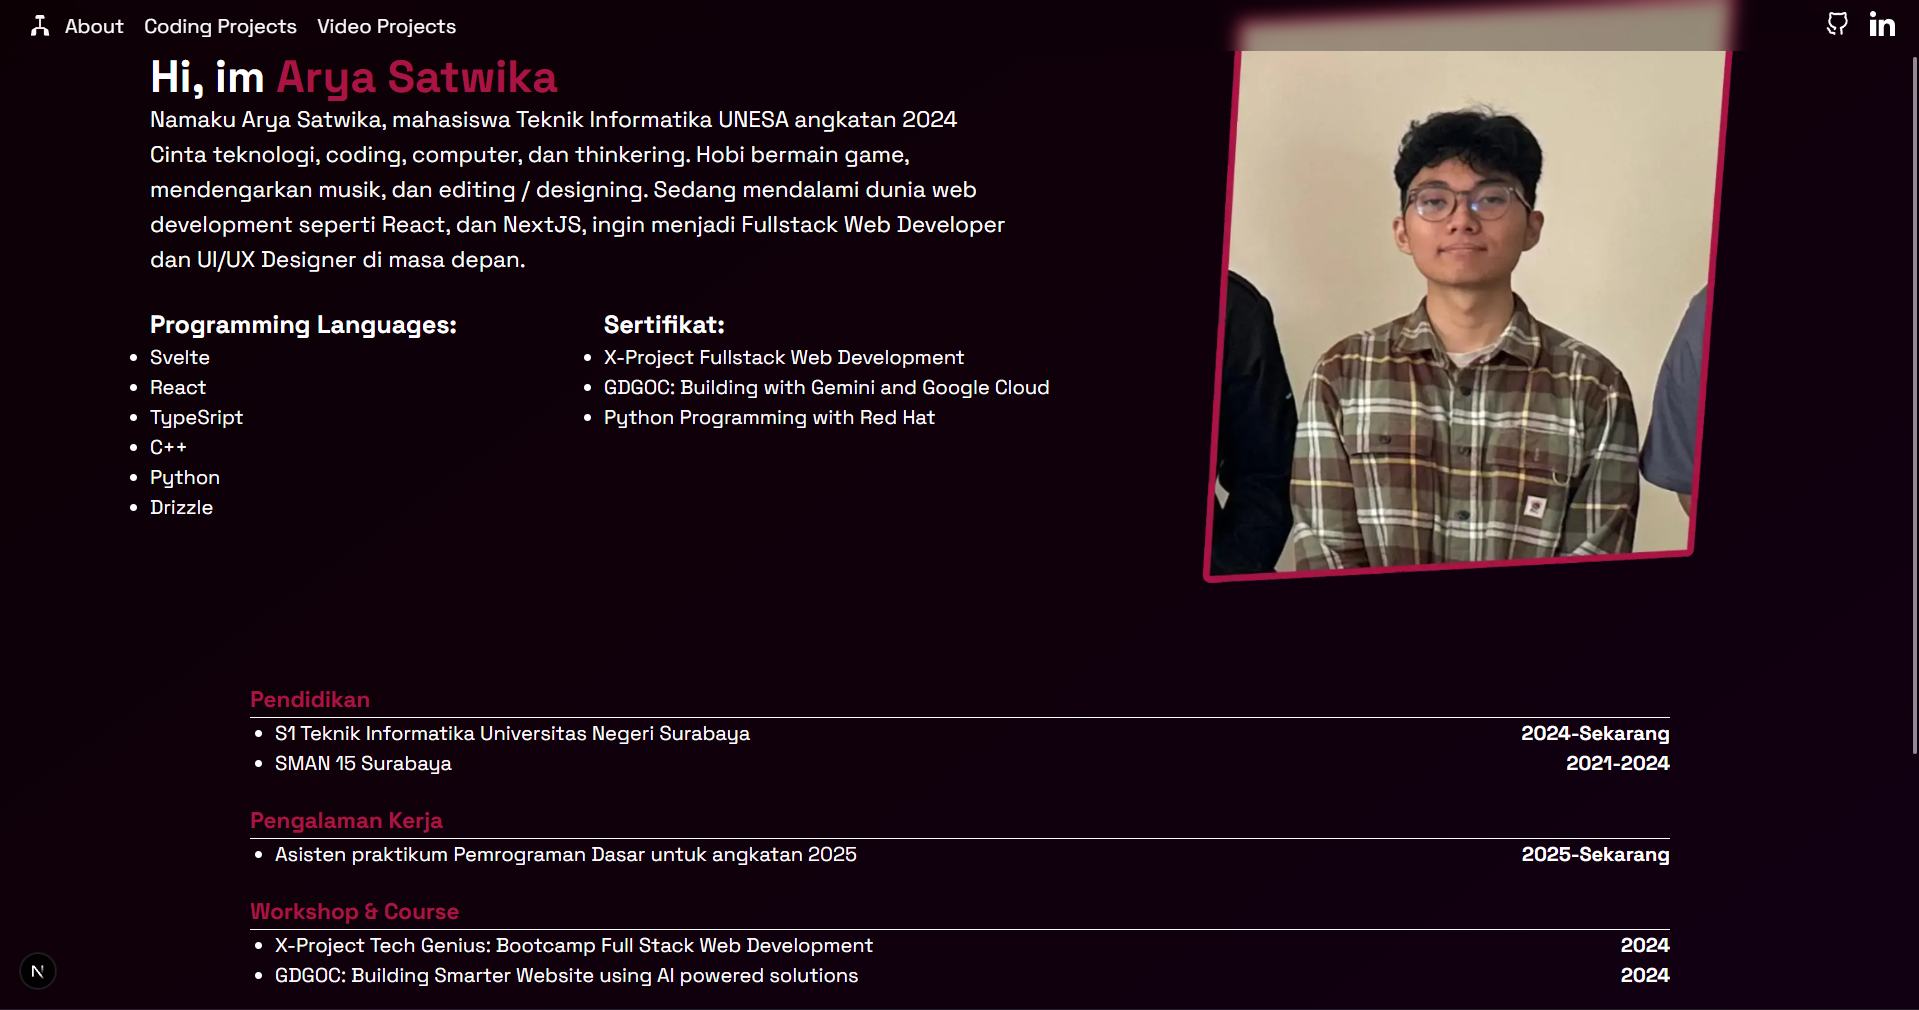 About Coding Projects Video Projects
Hi, im Arya Satwika
Namaku Arya Satwika, mahasiswa Teknik Informatika UNESA angkatan 2024
Cinta teknologi, coding, computer, dan thinkering. Hobi bermain game,
mendengarkan musik, dan editing / designing. Sedang mendalami dunia web
development seperti React, dan NextJS, ingin menjadi Fullstack Web Developer
dan UI/UX Designer di masa depan.
Programming Languages:
Svelte
React
TypeSript
C++
Python
Drizzle
Sertifikat:
X-Project Fullstack Web Development
GDGOC: Building with Gemini and Google Cloud
Python Programming with Red Hat
Pendidikan
S1 Teknik Informatika Universitas Negeri Surabaya 2024-Sekarang
SMAN 15 Surabaya 2021-2024
Pengalaman Kerja
Asisten praktikum Pemrograman Dasar untuk angkatan 2025 2025-Sekarang
Workshop & Course
X-Project Tech Genius: Bootcamp Full Stack Web Development 2024
GDGOC: Building Smarter Website using AI powered solutions 2024
N
in